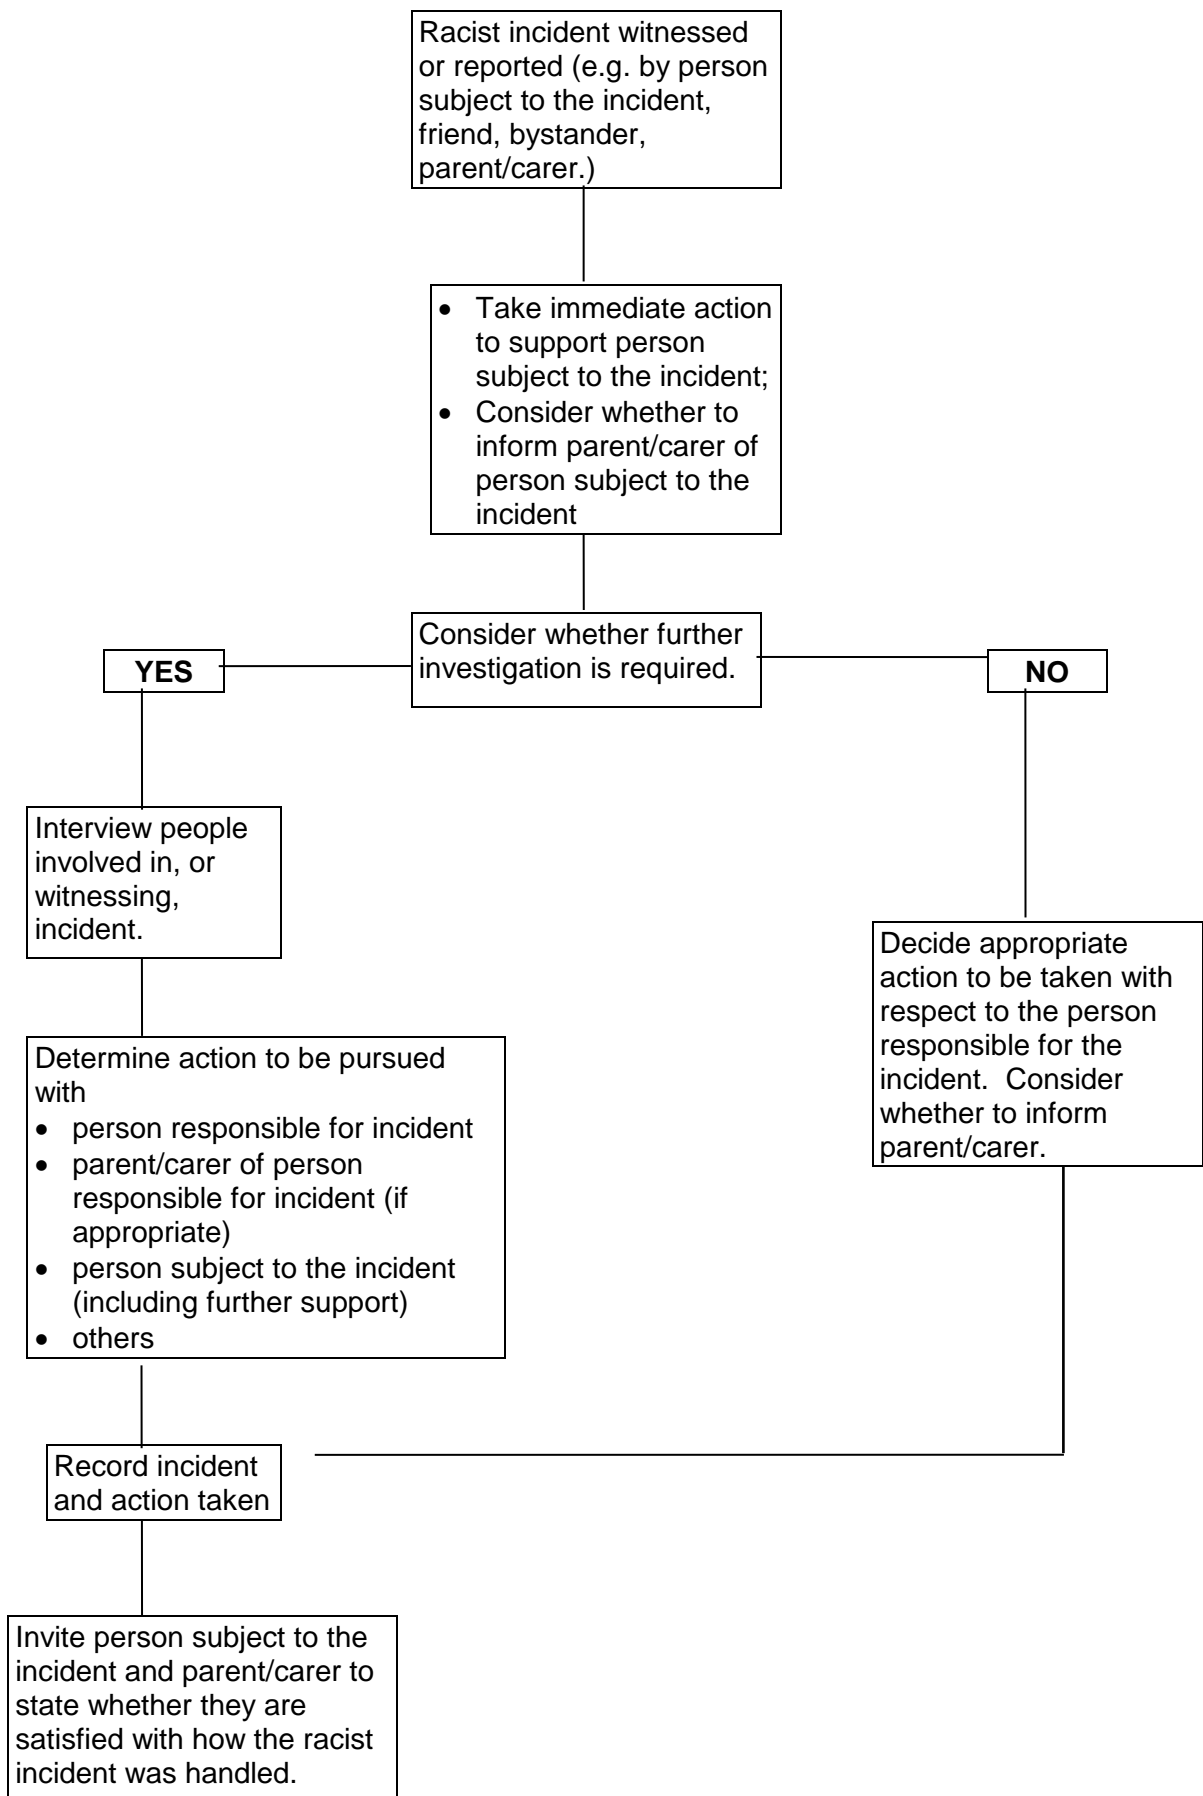 Racist incident witnessed
or reported (e.g. by person
subject to the incident,
friend, bystander,
parent/carer.)
• Take immediate action
to support person
subject to the incident;
• Consider whether to
inform parent/carer of
person subject to the
incident
Consider whether further
investigation is required.
YES
NO
Interview people
involved in, or
witnessing,
incident.
Decide appropriate
action to be taken with
respect to the person
responsible for the
incident.  Consider
whether to inform
parent/carer.
Determine action to be pursued
with
• person responsible for incident
• parent/carer of person
responsible for incident (if
appropriate)
• person subject to the incident
(including further support)
• others
Record incident
and action taken
Invite person subject to the
incident and parent/carer to
state whether they are
satisfied with how the racist
incident was handled.